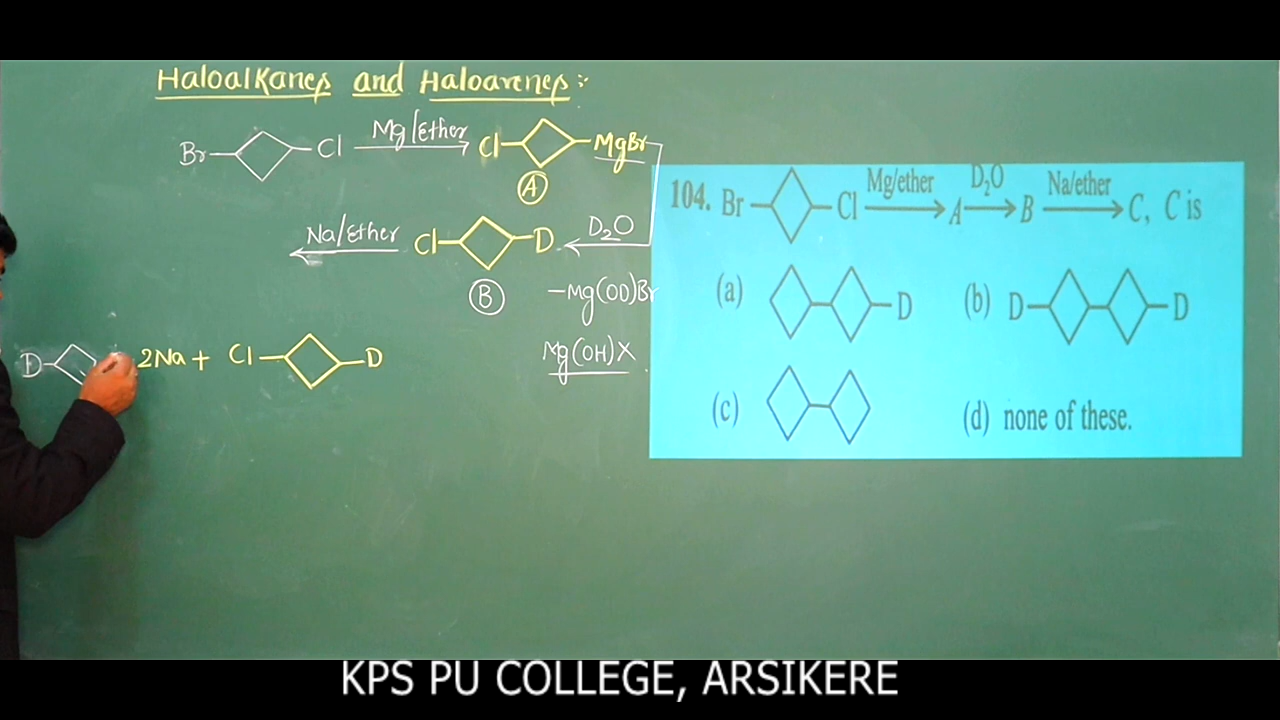 Haloalkanes and Haloarenes :-
Br Cl Mg/Ether Cl MgBr
A
Na/Ether Cl D D₂O
B -Mg(OD)Br
D + 2Na + Cl D Mg(OH)X
104. Br Cl Mg/ether A D₂O B Na/ether C, C is
(a) D (b) D D
(c) (d) none of these.
KPS PU COLLEGE, ARSIKERE